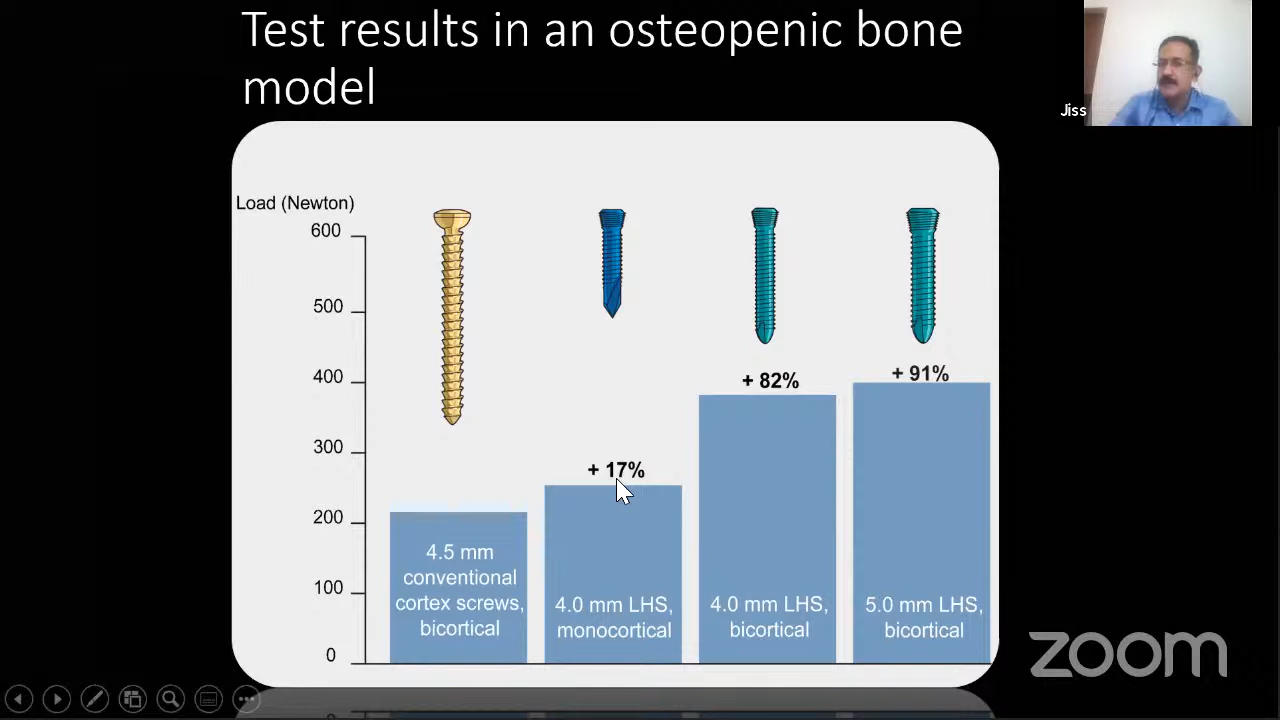 Test results in an osteopenic bone
model
Jiss
Load (Newton)
600
500
400
300
200
100
0
+ 17%
+ 82%
+ 91%
4.5 mm
conventional
cortex screws,
bicortical
4.0 mm LHS,
monocortical
4.0 mm LHS,
bicortical
5.0 mm LHS,
bicortical
zoom